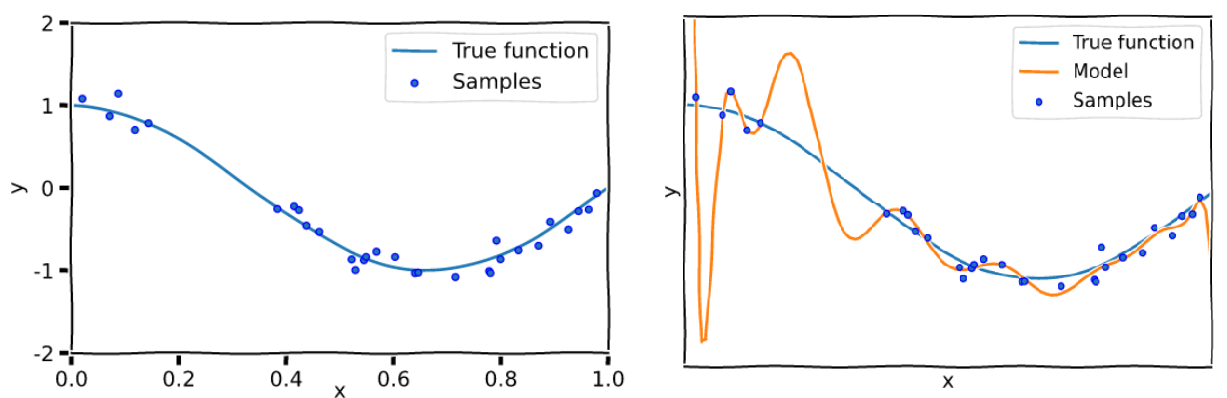 2
1
0
-1
-2
y
0.0
0.2
0.4
0.6
0.8
1.0
x
True function
Samples
y
x
True function
Model
Samples